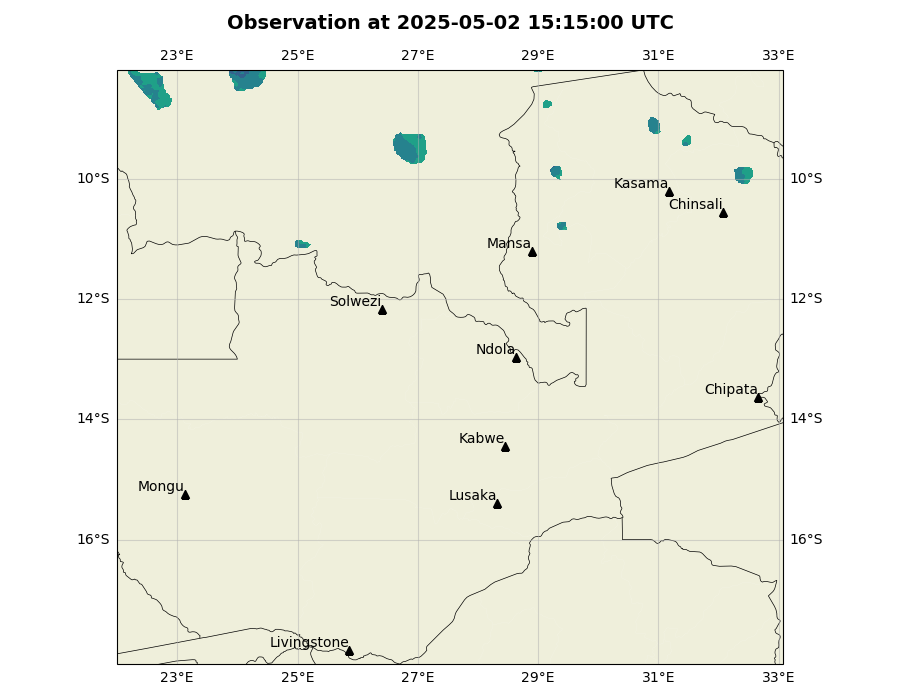 Observation at 2025-05-02 15:15:00 UTC
23°E 25°E 27°E 29°E 31°E 33°E
10°S 10°S
Kasama
Chinsali
Mansa
12°S 12°S
Solwezi
Ndola
Chipata
14°S 14°S
Kabwe
Mongu
Lusaka
16°S 16°S
Livingstone
23°E 25°E 27°E 29°E 31°E 33°E